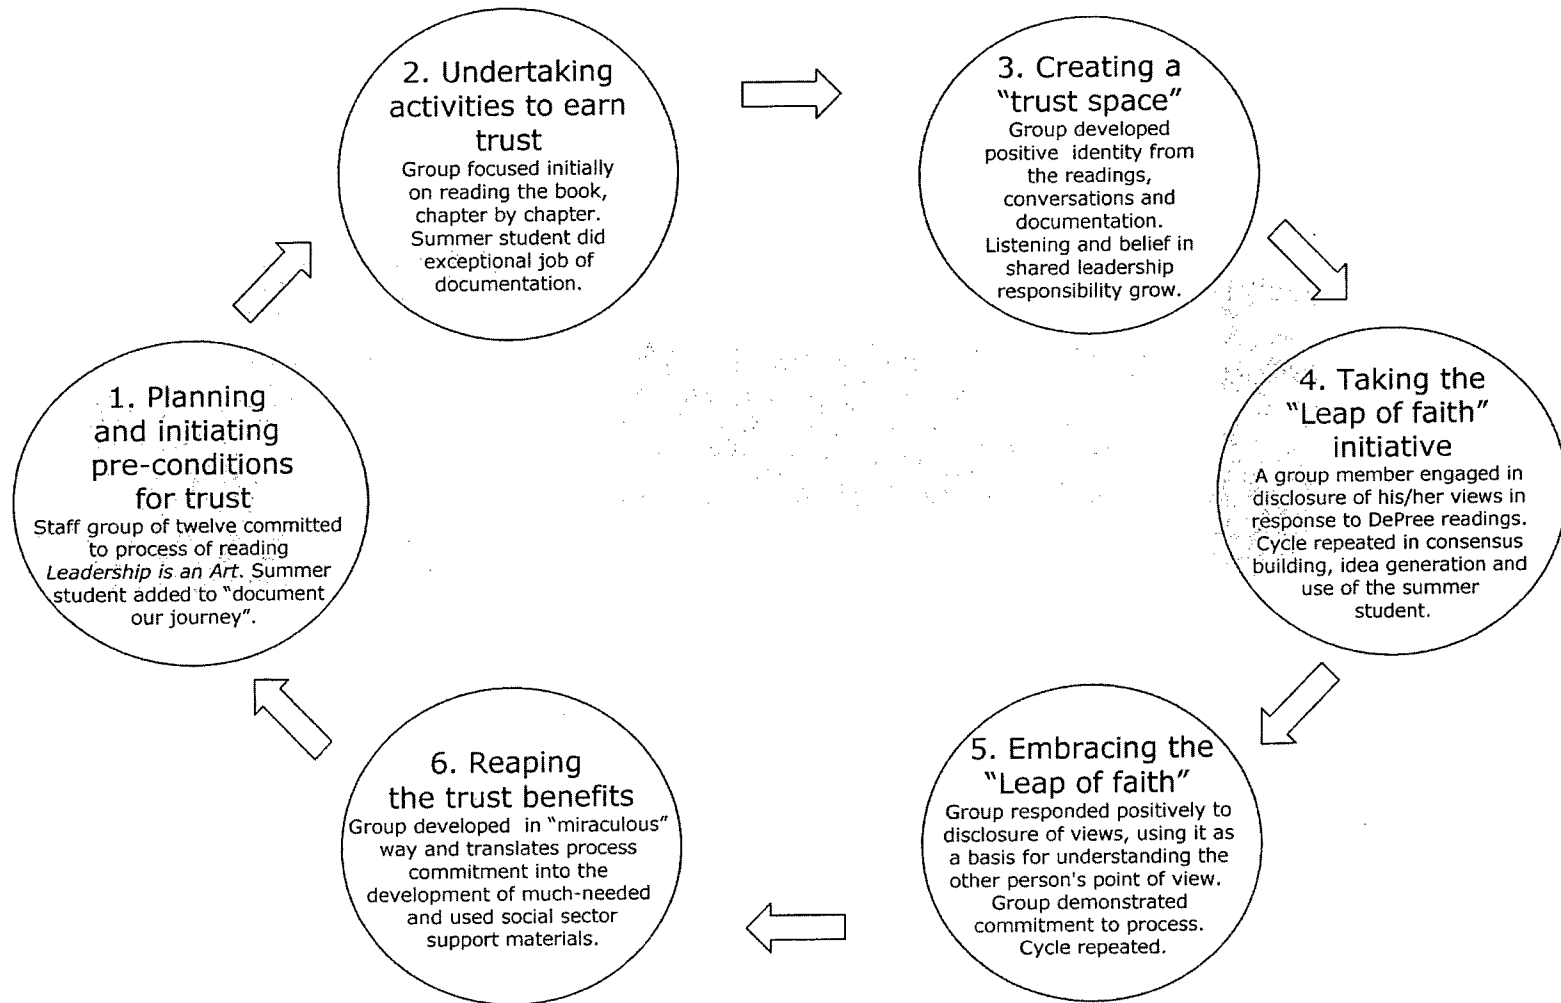 1. Planning
and initiating
pre-conditions
for trust
Staff group of twelve committed
to process of reading
Leadership is an Art. Summer
student added to “document
our journey”.
2. Undertaking
activities to earn
trust
Group focused initially
on reading the book,
chapter by chapter.
Summer student did
exceptional job of
documentation.
3. Creating a
“trust space”
Group developed
positive identity from
the readings,
conversations and
documentation.
Listening and belief in
shared leadership
responsibility grow.
4. Taking the
“Leap of faith”
initiative
A group member engaged in
disclosure of his/her views in
response to DePree readings.
Cycle repeated in consensus
building, idea generation and
use of the summer
student.
5. Embracing the
“Leap of faith”
Group responded positively to
disclosure of views, using it as
a basis for understanding the
other person's point of view.
Group demonstrated
commitment to process.
Cycle repeated.
6. Reaping
the trust benefits
Group developed in “miraculous”
way and translates process
commitment into the
development of much-needed
and used social sector
support materials.